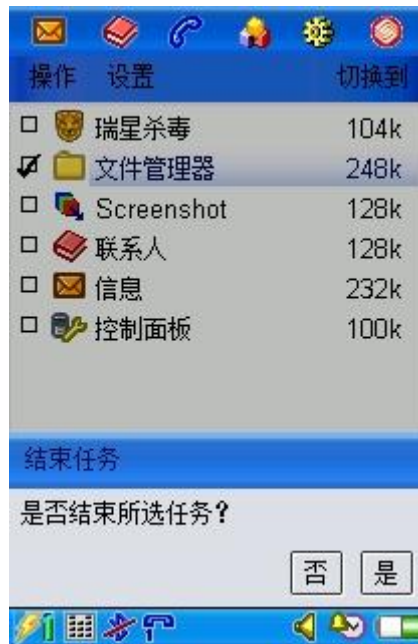 操作 设置 切换到
瑞星杀毒 104k
文件管理器 248k
Screenshot 128k
联系人 128k
信息 232k
控制面板 100k
结束任务
是否结束所选任务?
否 是